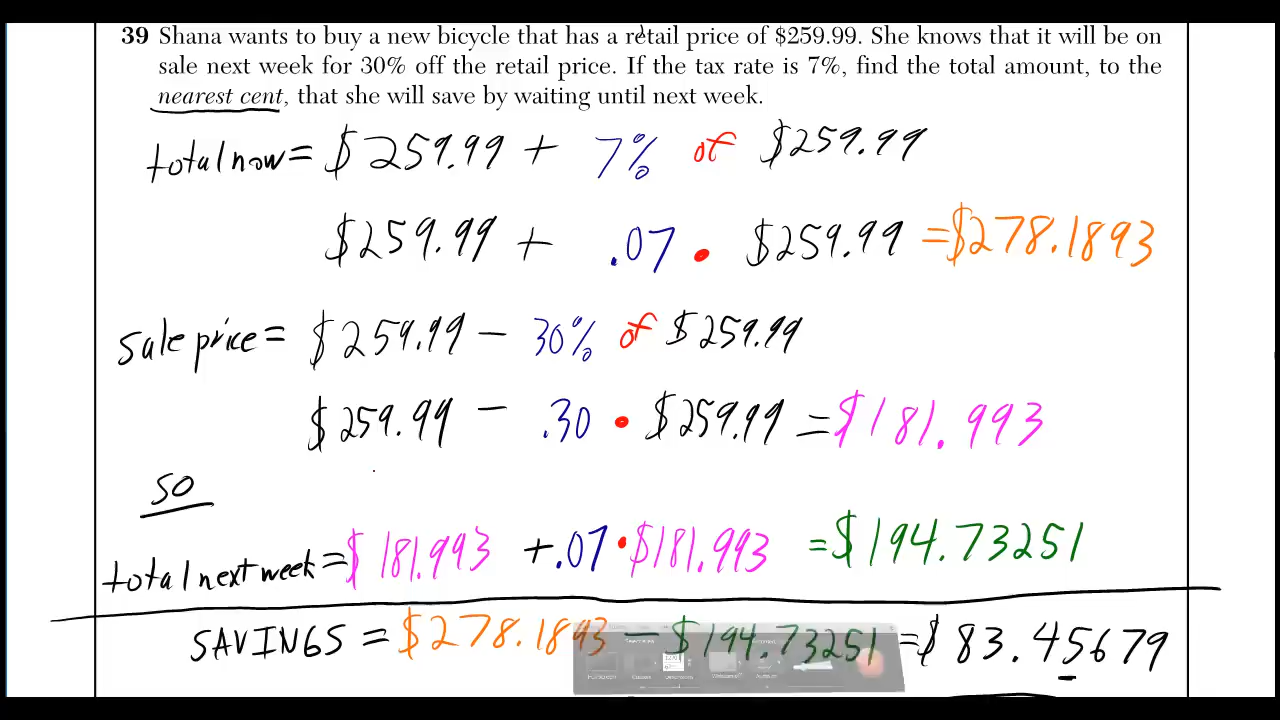 39 Shana wants to buy a new bicycle that has a retail price of $259.99. She knows that it will be on
sale next week for 30% off the retail price. If the tax rate is 7%, find the total amount, to the
nearest cent, that she will save by waiting until next week.
total now = $259.99 + 7% of $259.99
$259.99 + .07 • $259.99 = $278.1893
sale price = $259.99 − 30% of $259.99
$259.99 − .30 • $259.99 = $181.993
so
total next week = $181.993 + .07 • $181.993 = $194.73251
SAVINGS = $278.1893 − $194.73251 = $83.45679